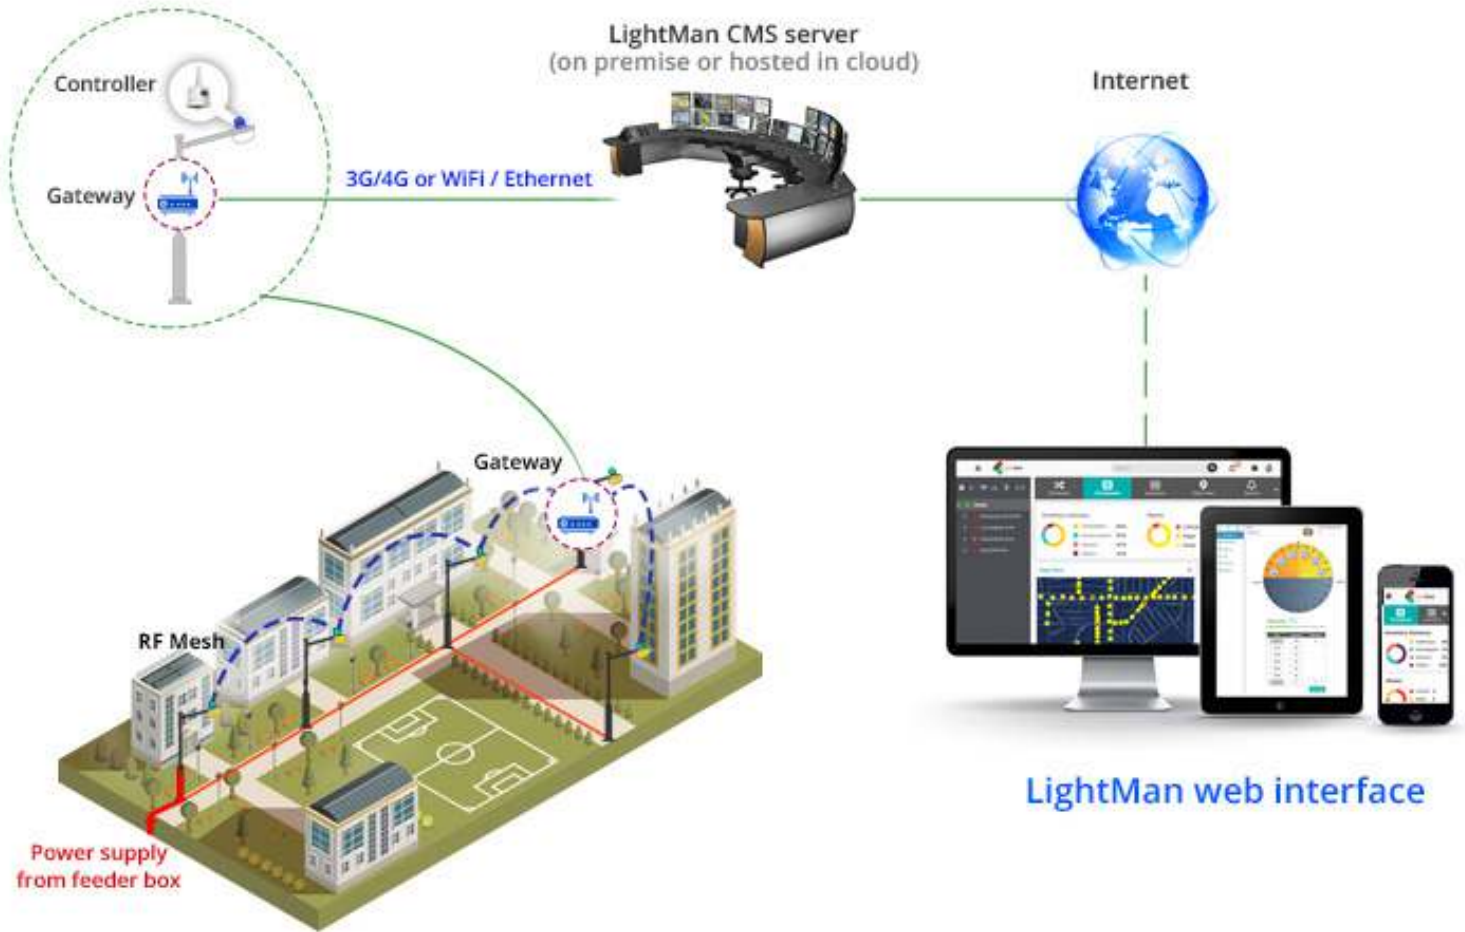 LightMan CMS server
(on premise or hosted in cloud)
Internet
Controller
Gateway
3G/4G or WiFi / Ethernet
Gateway
RF Mesh
Power supply
from feeder box
LightMan web interface